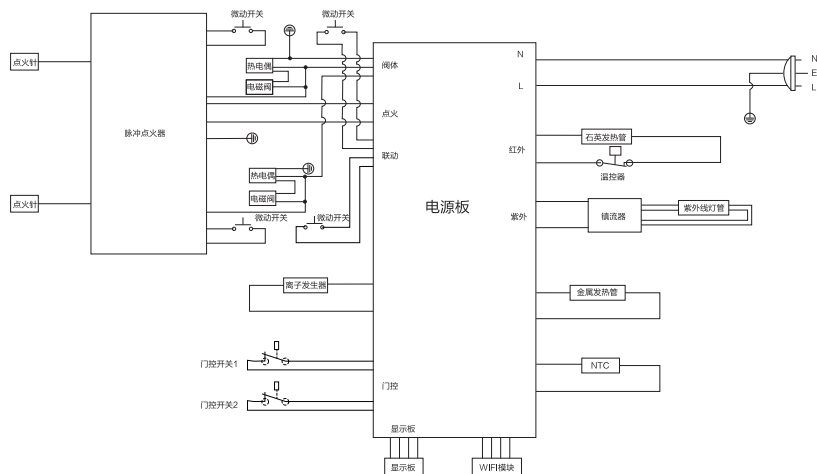 微动开关
微动开关
点火针
热电偶
电磁阀
脉冲点火器
阀体
点火
联动
N
L
N
E
L
石英发热管
红外
温控器
热电偶
电磁阀
点火针
微动开关
微动开关
电源板
紫外
镇流器
紫外线灯管
离子发生器
金属发热管
门控开关1
NTC
门控
门控开关2
显示板
显示板
WIFI模块